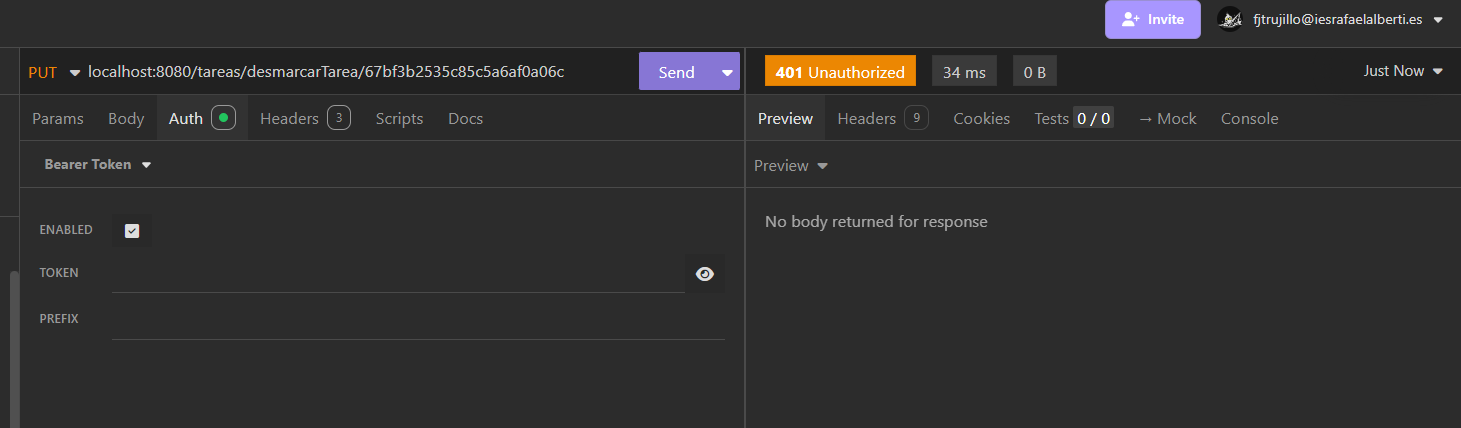 Invite fjtrujillo@iesrafaelalberti.es
PUT localhost:8080/tareas/desmarcarTarea/67bf3b2535c85c5a6af0a06c Send
401 Unauthorized 34 ms 0 B Just Now
Params Body Auth Headers 3 Scripts Docs
Preview Headers 9 Cookies Tests 0 / 0 → Mock Console
Bearer Token
Preview
ENABLED
TOKEN
PREFIX
No body returned for response